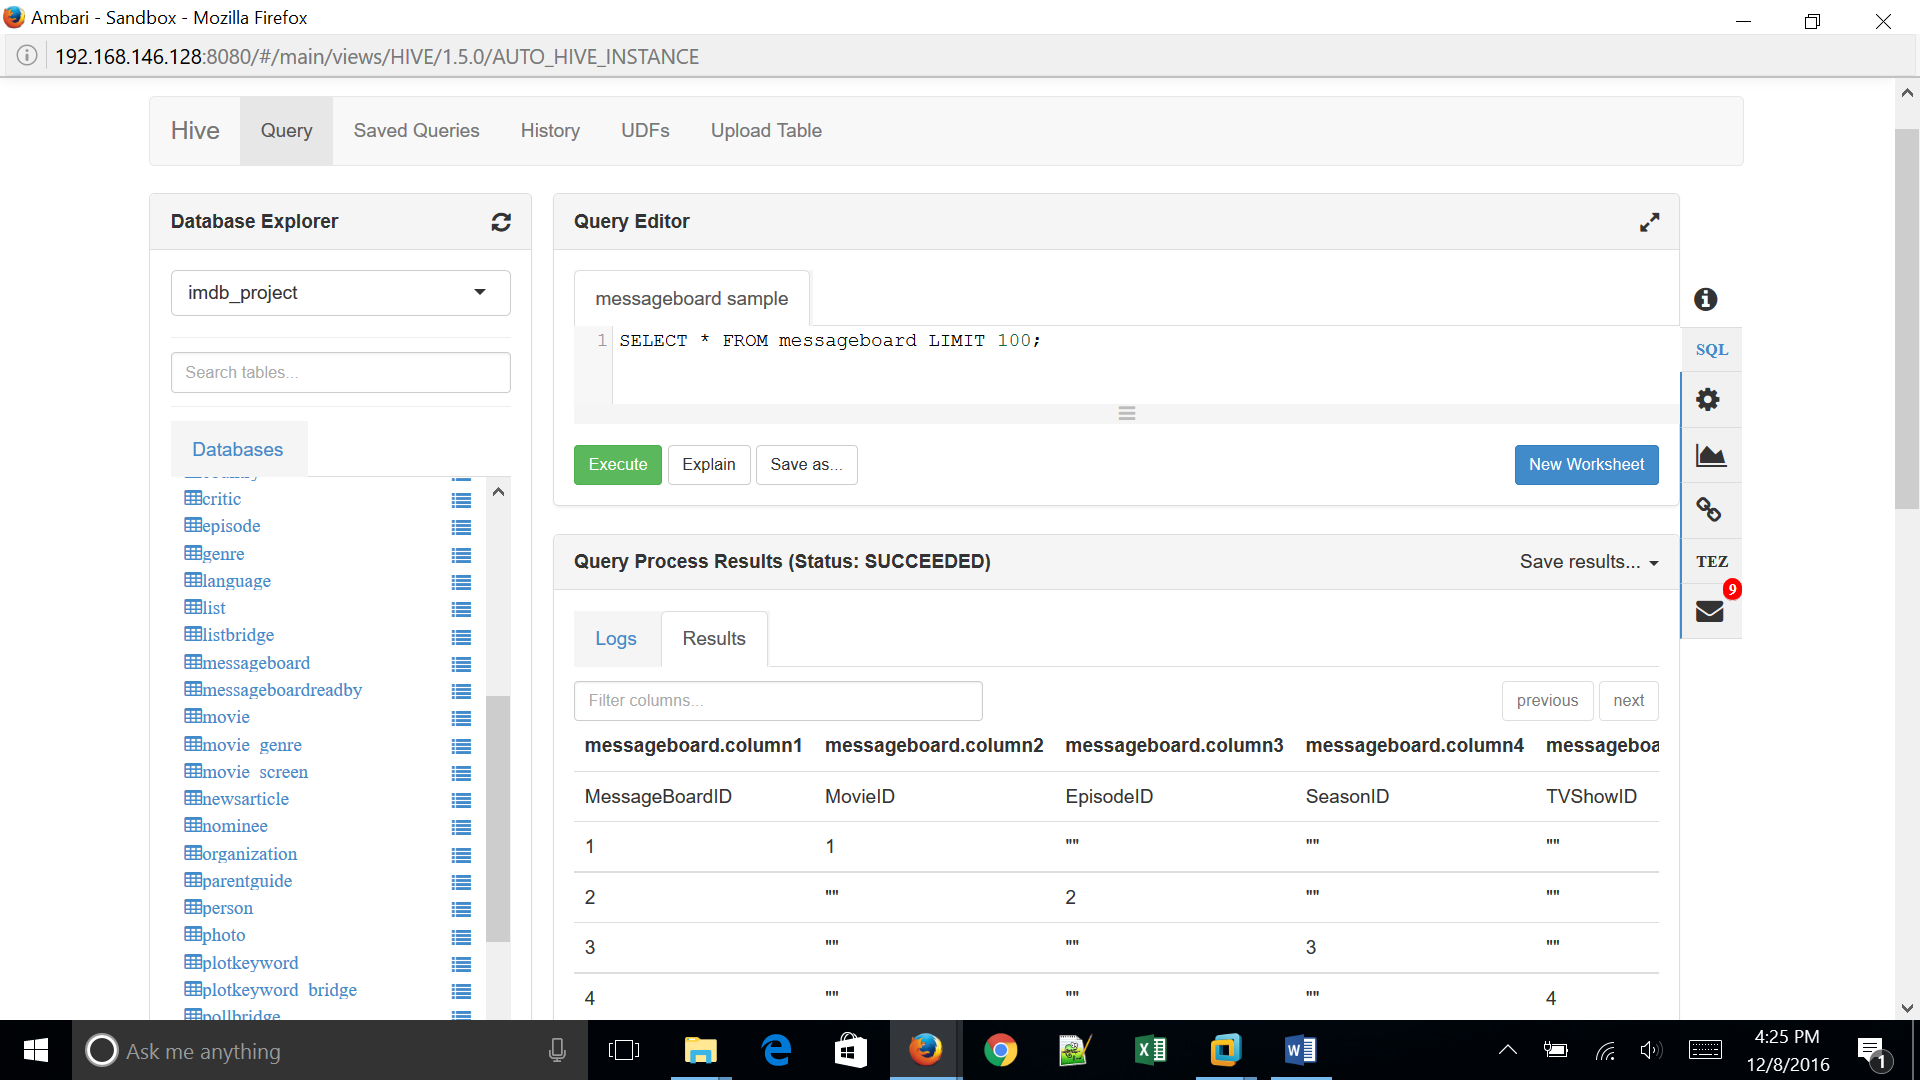 Ambari - Sandbox - Mozilla Firefox
192.168.146.128:8080/#/main/views/HIVE/1.5.0/AUTO_HIVE_INSTANCE
Hive Query Saved Queries History UDFs Upload Table
Database Explorer
imdb_project
Search tables...
Databases
critic
episode
genre
language
list
listbridge
messageboard
messageboardreadby
movie
movie_genre
movie_screen
newsarticle
nominee
organization
parentguide
person
photo
plotkeyword
plotkeyword_bridge
pollbridge
Query Editor
messageboard sample
1 SELECT * FROM messageboard LIMIT 100;
Execute Explain Save as... New Worksheet
SQL
TEZ
9
Query Process Results (Status: SUCCEEDED) Save results...
Logs Results
Filter columns... previous next
messageboard.column1 messageboard.column2 messageboard.column3 messageboard.column4 messageboa
MessageBoardID MovieID EpisodeID SeasonID TVShowID
1 1 "" "" ""
2 "" 2 "" ""
3 "" "" 3 ""
4 "" "" "" 4
Ask me anything
4:25 PM
12/8/2016
1